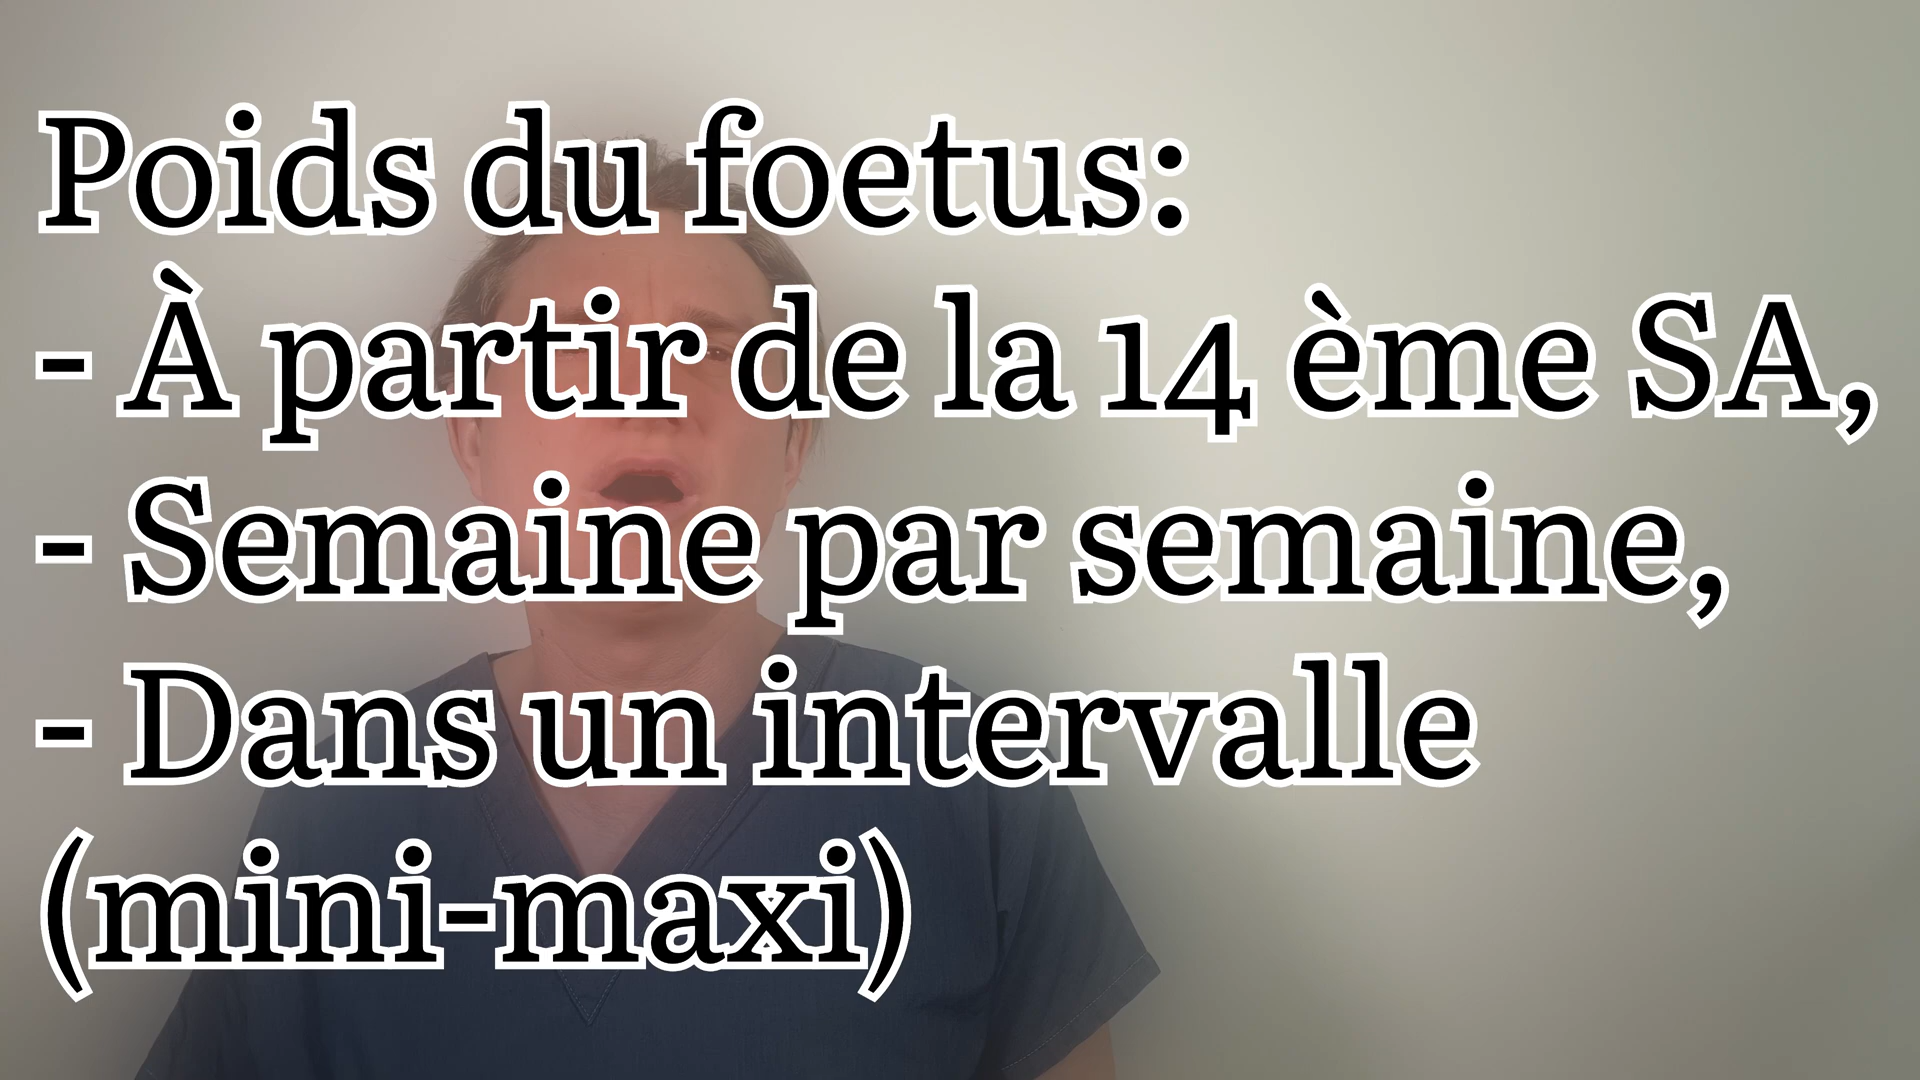 Poids du foetus:
- À partir de la 14 ème SA,
- Semaine par semaine,
- Dans un intervalle
(mini-maxi)